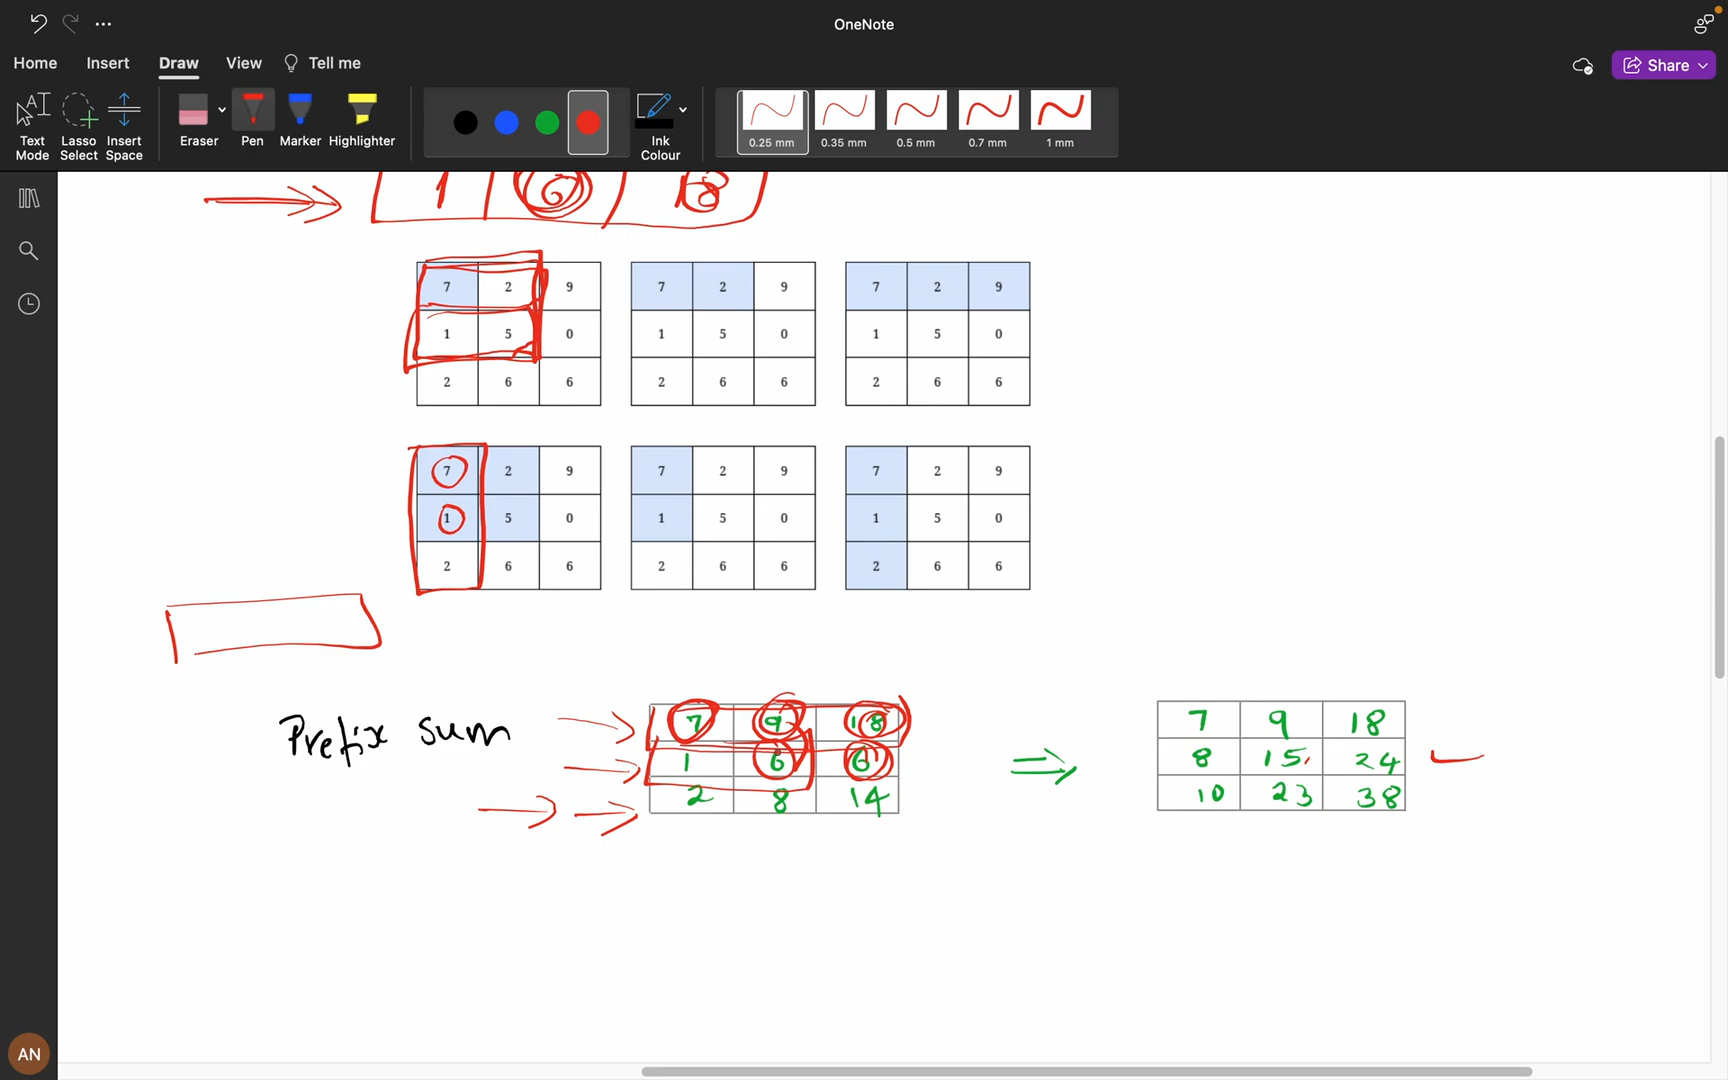 OneNote
Home Insert Draw View Tell me
Share
Text Mode
Lasso Select
Insert Space
Eraser
Pen
Marker
Highlighter
Ink Colour
0.25 mm
0.35 mm
0.5 mm
0.7 mm
1 mm
1 6 18
7 2 9 7 2 9 7 2 9
1 5 0 1 5 0 1 5 0
2 6 6 2 6 6 2 6 6
7 2 9 7 2 9 7 2 9
1 5 0 1 5 0 1 5 0
2 6 6 2 6 6 2 6 6
Prefix sum
7 9 18
1 6 6
2 8 14
7 9 18
8 15 24
10 23 38
AN